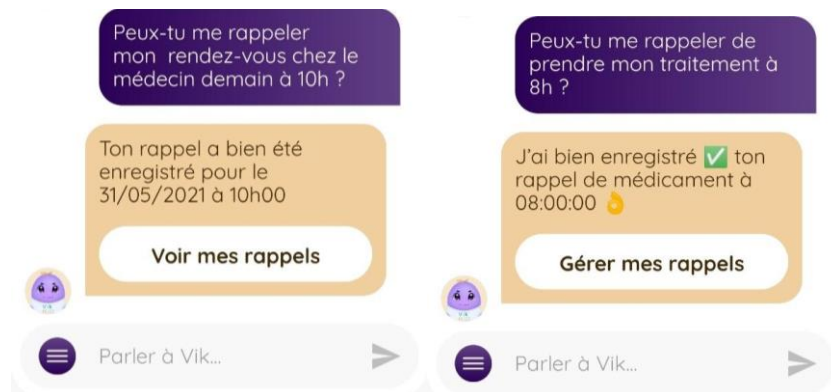 Peux-tu me rappeler
mon rendez-vous chez le
médecin demain à 10h ?
Ton rappel a bien été
enregistré pour le
31/05/2021 à 10h00
Voir mes rappels
Parler à Vik...
Peux-tu me rappeler de
prendre mon traitement à
8h ?
J'ai bien enregistré ✅ ton
rappel de médicament à
08:00:00 👌
Gérer mes rappels
Parler à Vik...